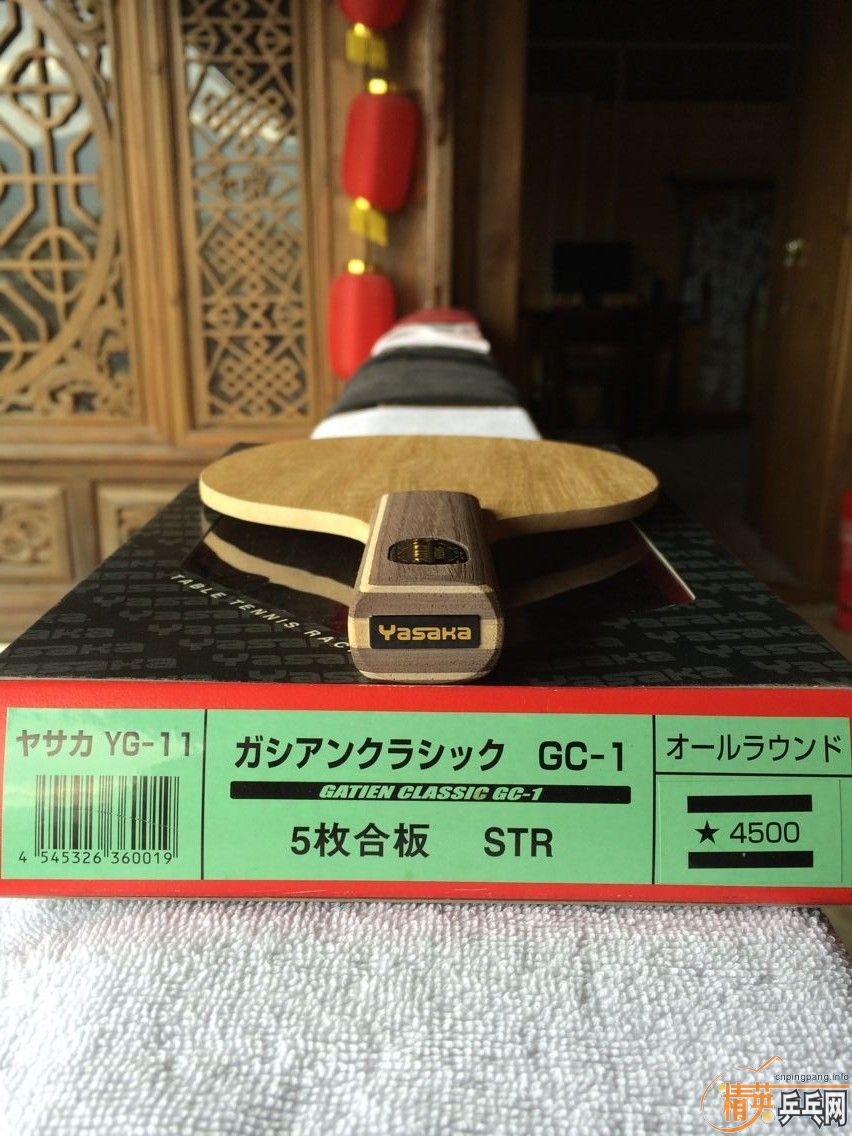 TABLE TENNIS RAC
Yasaka
ヤサカ YG-11
4 545326 360019
ガシアンクラシック GC-1
GATIEN CLASSIC GC-1
5枚合板 STR
オールラウンド
★ 4500
cnpingpang.info
精英乒乓网